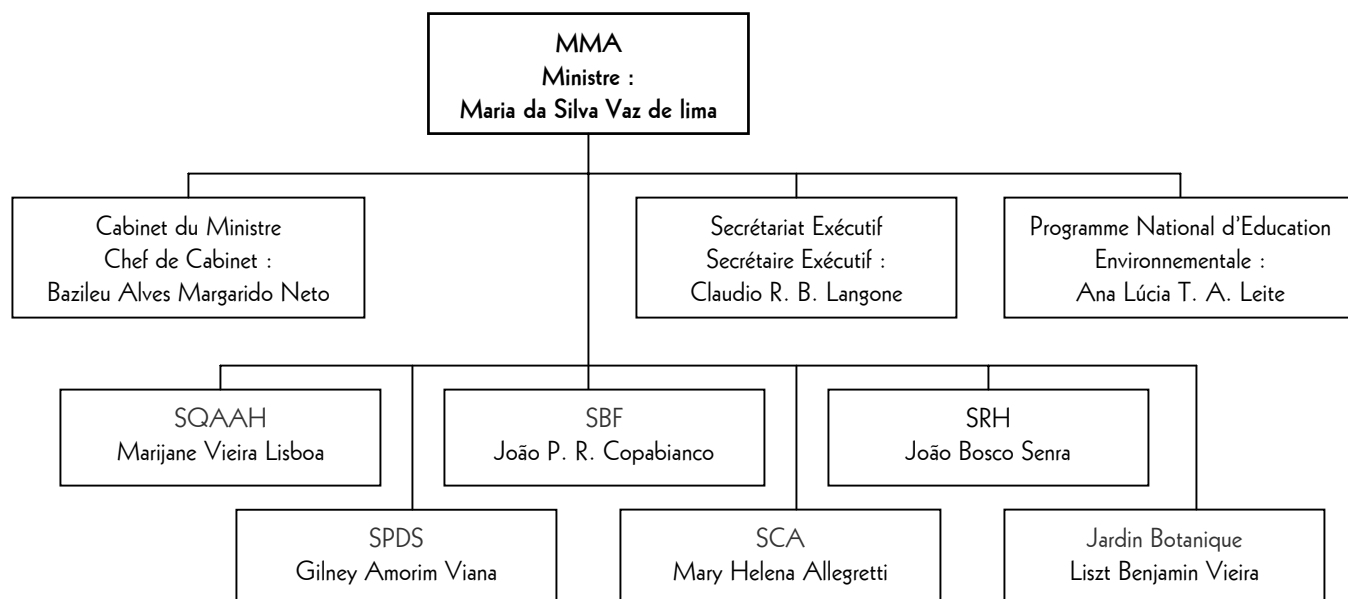 MMA
Ministre :
Maria da Silva Vaz de lima
Cabinet du Ministre
Chef de Cabinet :
Bazileu Alves Margarido Neto
Secrétariat Exécutif
Secrétaire Exécutif :
Claudio R. B. Langone
Programme National d'Education
Environnementale :
Ana Lúcia T. A. Leite
SQAAH
Marijane Vieira Lisboa
SBF
João P. R. Copabianco
SRH
João Bosco Senra
SPDS
Gilney Amorim Viana
SCA
Mary Helena Allegretti
Jardin Botanique
Liszt Benjamin Vieira